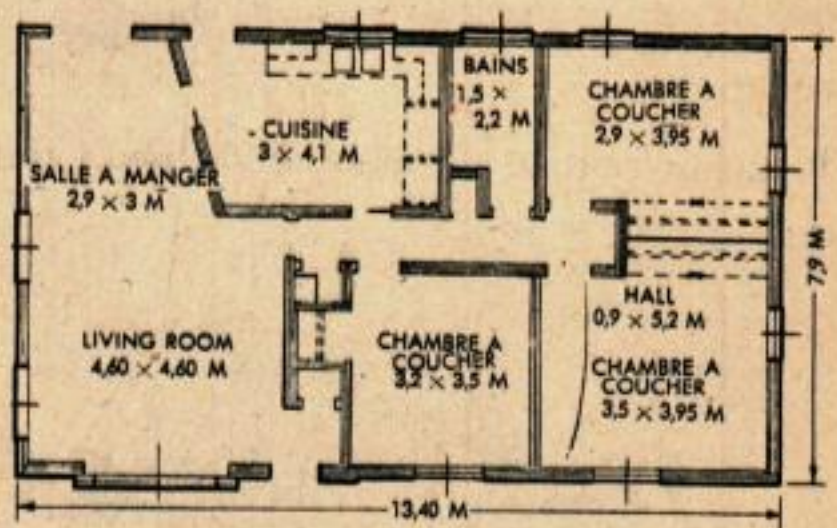 BAINS
1,5 ×
2,2 M
CHAMBRE A
COUCHER
2,9 × 3,95 M
CUISINE
3 × 4,1 M
SALLE A MANGER
2,9 × 3 M
7,9 M
HALL
0,9 × 5,2 M
LIVING ROOM
4,60 × 4,60 M
CHAMBRE A
COUCHER
3,2 × 3,5 M
CHAMBRE A
COUCHER
3,5 × 3,95 M
13,40 M